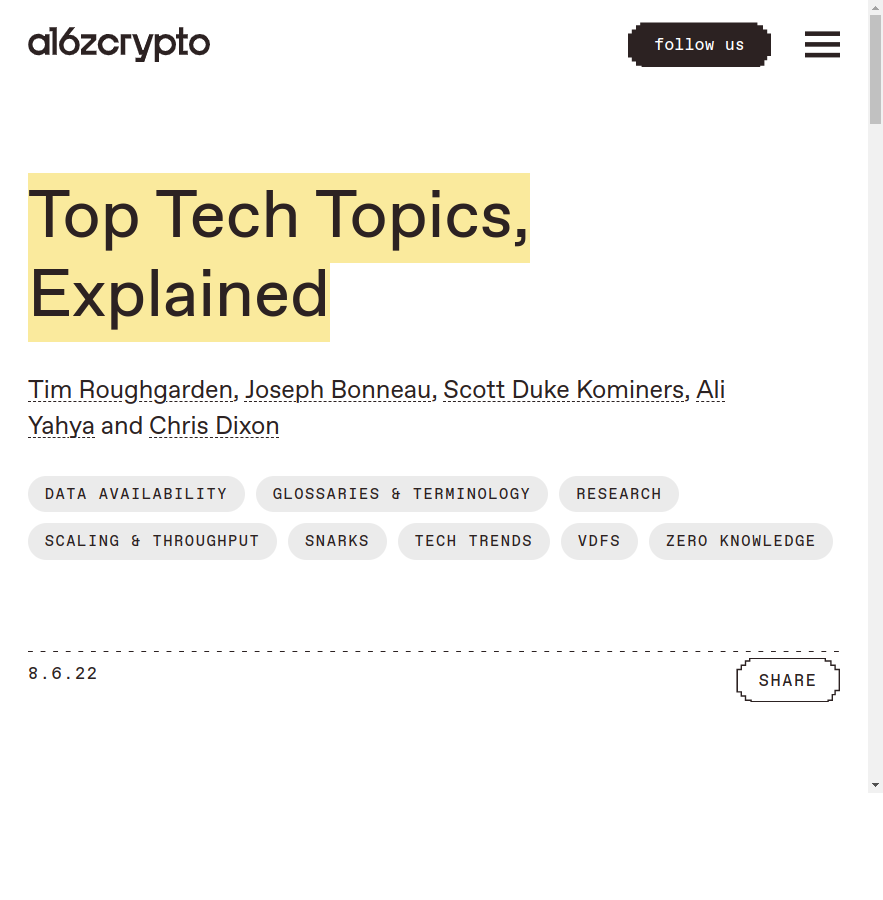 a16zcrypto
follow us
Top Tech Topics,
Explained
Tim Roughgarden, Joseph Bonneau, Scott Duke Kominers, Ali
Yahya and Chris Dixon
DATA AVAILABILITY GLOSSARIES & TERMINOLOGY RESEARCH
SCALING & THROUGHPUT SNARKS TECH TRENDS VDFS ZERO KNOWLEDGE
8.6.22
SHARE